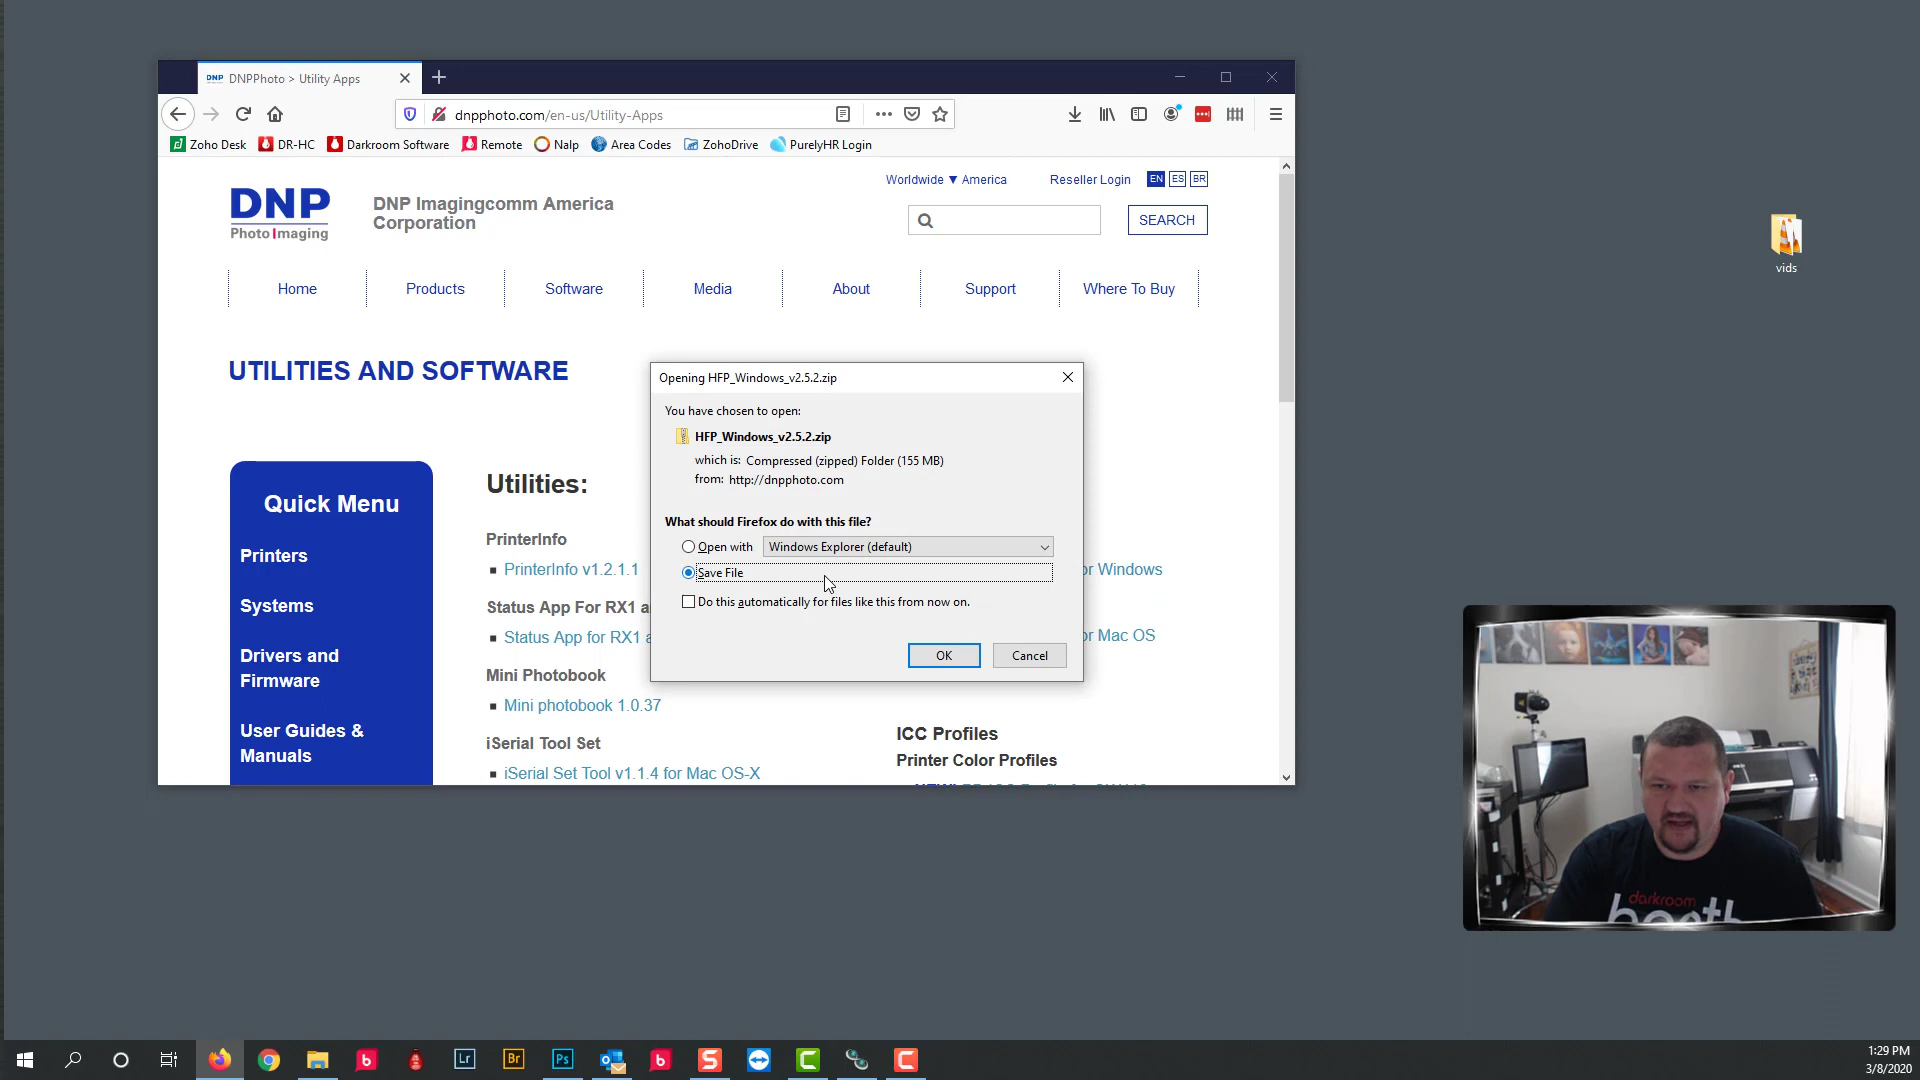 DNP DNPPhoto > Utility Apps
dnpphoto.com/en-us/Utility-Apps
Zoho Desk DR-HC Darkroom Software Remote Nalp Area Codes ZohoDrive PurelyHR Login
Worldwide ▼ America Reseller Login EN ES BR
DNP
Photo Imaging
DNP Imagingcomm America
Corporation
SEARCH
Home Products Software Media About Support Where To Buy
UTILITIES AND SOFTWARE
Quick Menu
Printers
Systems
Drivers and
Firmware
User Guides &
Manuals
Utilities:
PrinterInfo
PrinterInfo v1.2.1.1
Status App For RX1 a
Status App for RX1 a
Mini Photobook
Mini photobook 1.0.37
iSerial Tool Set
iSerial Set Tool v1.1.4 for Mac OS-X
or Windows
or Mac OS
ICC Profiles
Printer Color Profiles
Opening HFP_Windows_v2.5.2.zip
You have chosen to open:
HFP_Windows_v2.5.2.zip
which is: Compressed (zipped) Folder (155 MB)
from: http://dnpphoto.com
What should Firefox do with this file?
Open with Windows Explorer (default)
Save File
Do this automatically for files like this from now on.
OK Cancel
vids
darkroom
booth
Lr Br Ps
1:29 PM
3/8/2020